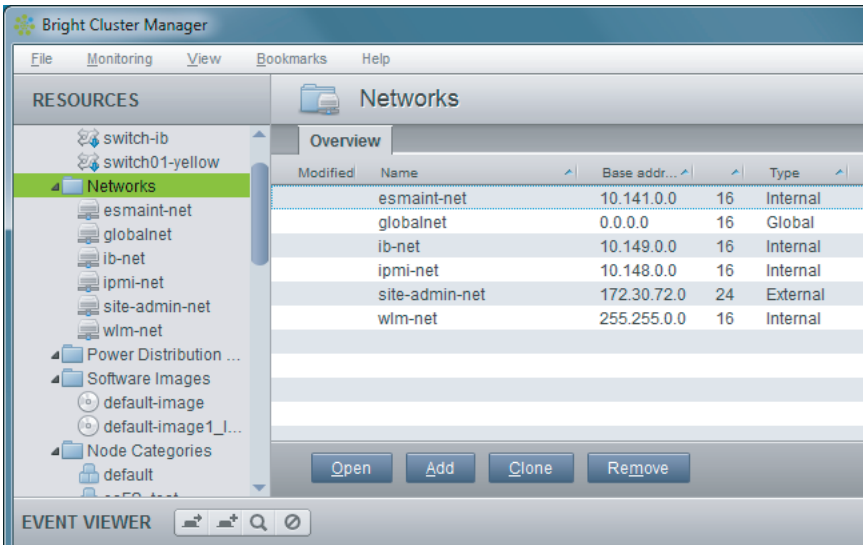 Bright Cluster Manager
File Monitoring View Bookmarks Help
RESOURCES
switch-ib
switch01-yellow
Networks
esmaint-net
globalnet
ib-net
ipmi-net
site-admin-net
wlm-net
Power Distribution ...
Software Images
default-image
default-image1_l...
Node Categories
default
Networks
Overview
Modified Name Base addr... Type
esmaint-net 10.141.0.0 16 Internal
globalnet 0.0.0.0 16 Global
ib-net 10.149.0.0 16 Internal
ipmi-net 10.148.0.0 16 Internal
site-admin-net 172.30.72.0 24 External
wlm-net 255.255.0.0 16 Internal
Open Add Clone Remove
EVENT VIEWER